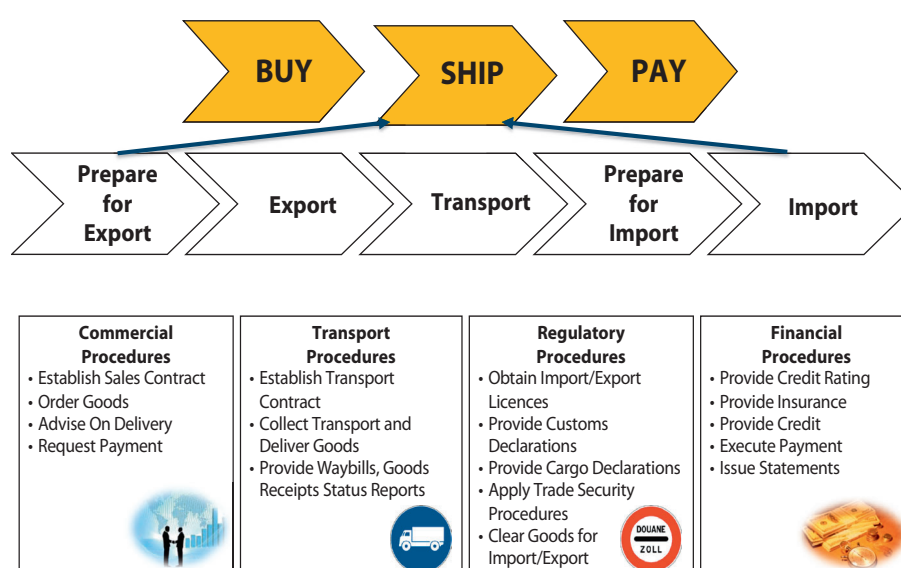 BUY
SHIP
PAY
Prepare
for
Export
Export
Transport
Prepare
for
Import
Import
Commercial
Procedures
• Establish Sales Contract
• Order Goods
• Advise On Delivery
• Request Payment
Transport
Procedures
• Establish Transport
Contract
• Collect Transport and
Deliver Goods
• Provide Waybills, Goods
Receipts Status Reports
Regulatory
Procedures
• Obtain Import/Export
Licences
• Provide Customs
Declarations
• Provide Cargo Declarations
• Apply Trade Security
Procedures
• Clear Goods for
Import/Export
DOUANE
ZOLL
Financial
Procedures
• Provide Credit Rating
• Provide Insurance
• Provide Credit
• Execute Payment
• Issue Statements